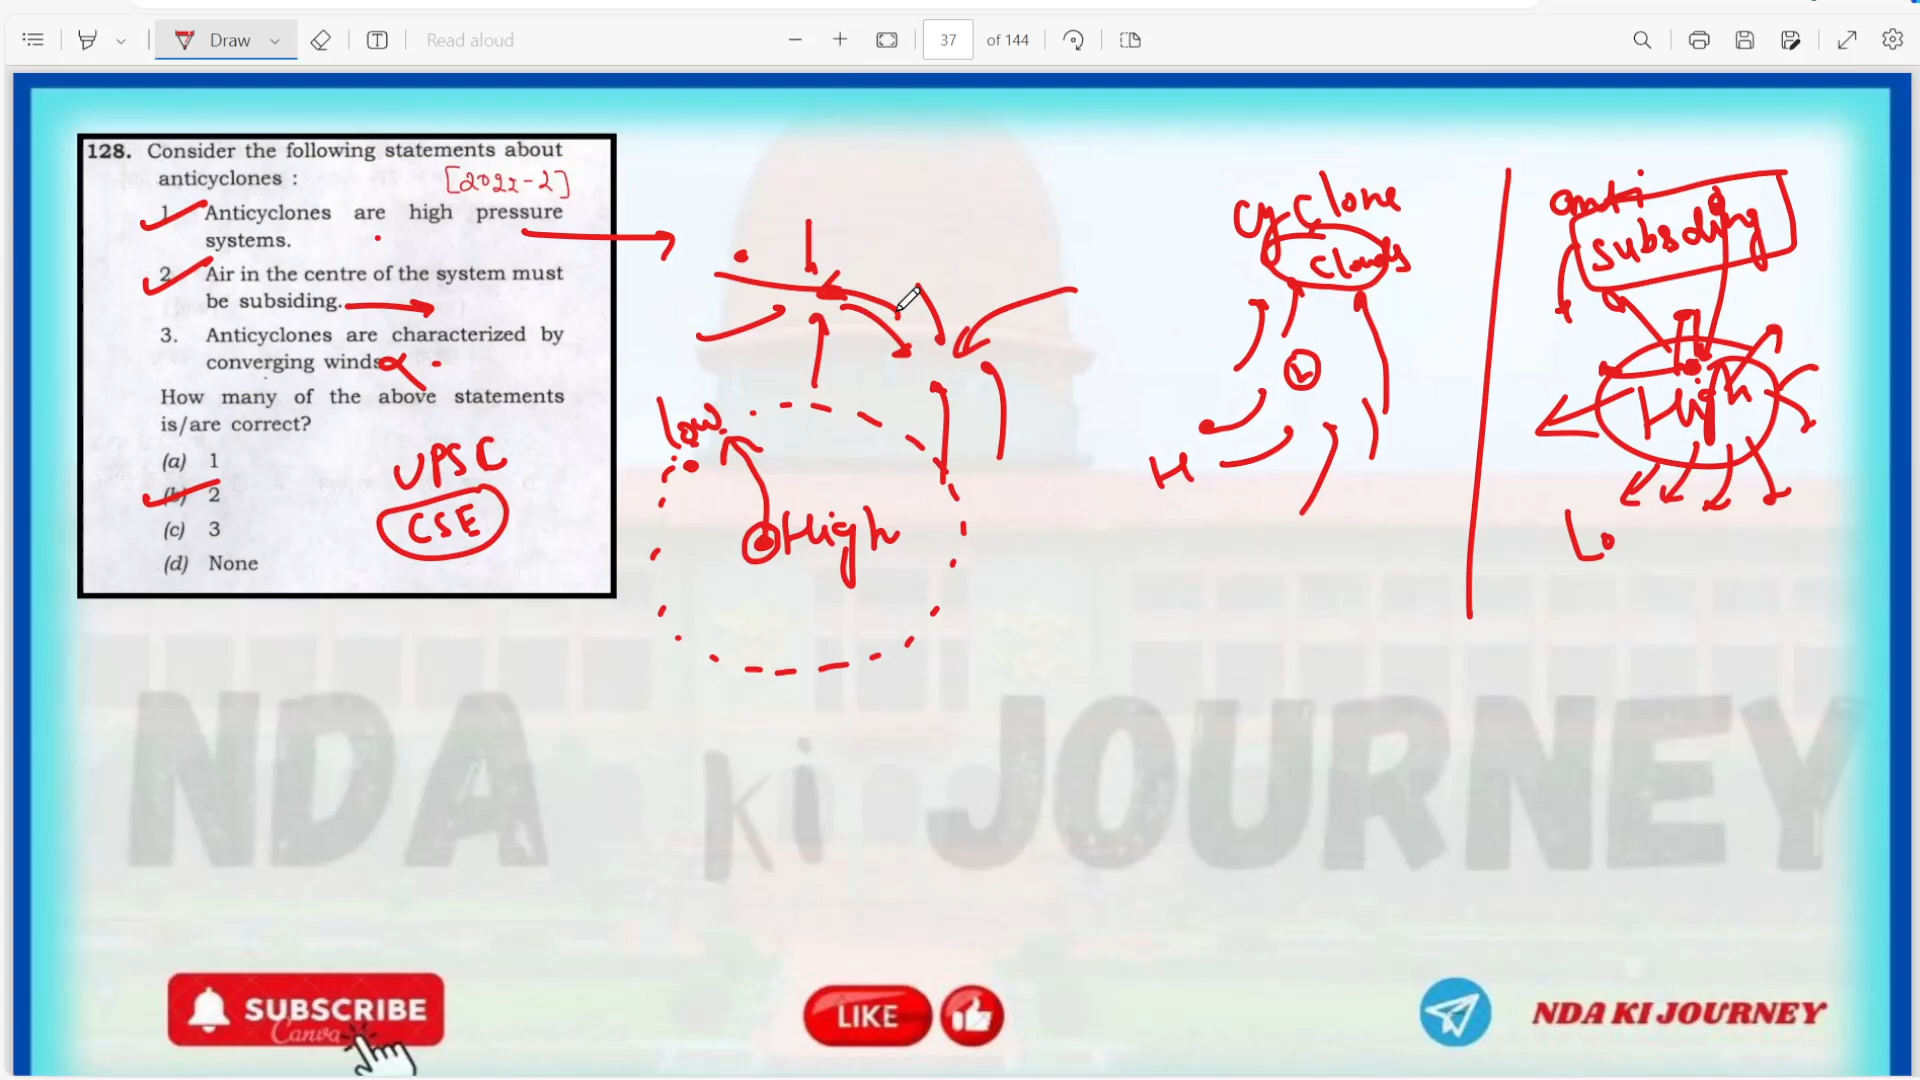 Draw
Read aloud
37 of 144
128. Consider the following statements about
anticyclones :
1. Anticyclones are high pressure
systems.
2. Air in the centre of the system must
be subsiding.
3. Anticyclones are characterized by
converging winds
How many of the above statements
is/are correct?
(a) 1
(b) 2
(c) 3
(d) None
UPSC
CSE
low
High
cyclone
clouds
L
H
anti
subsding
High
Lo
NDA ki JOURNEY
SUBSCRIBE
Canva
LIKE
NDA KI JOURNEY